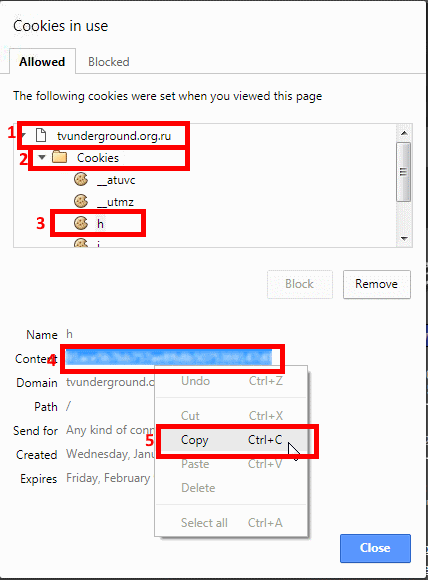 Cookies in use
Allowed Blocked
The following cookies were set when you viewed this page
1 tvunderground.org.ru
2 Cookies
__atuvc
__utmz
3 h
Block Remove
Name h
4 Content
Domain tvunderground.o
Undo Ctrl+Z
Path /
Cut Ctrl+X
Send for Any kind of conn
5 Copy Ctrl+C
Created Wednesday, Janu
Paste Ctrl+V
Expires Friday, February
Delete
Select all Ctrl+A
Close